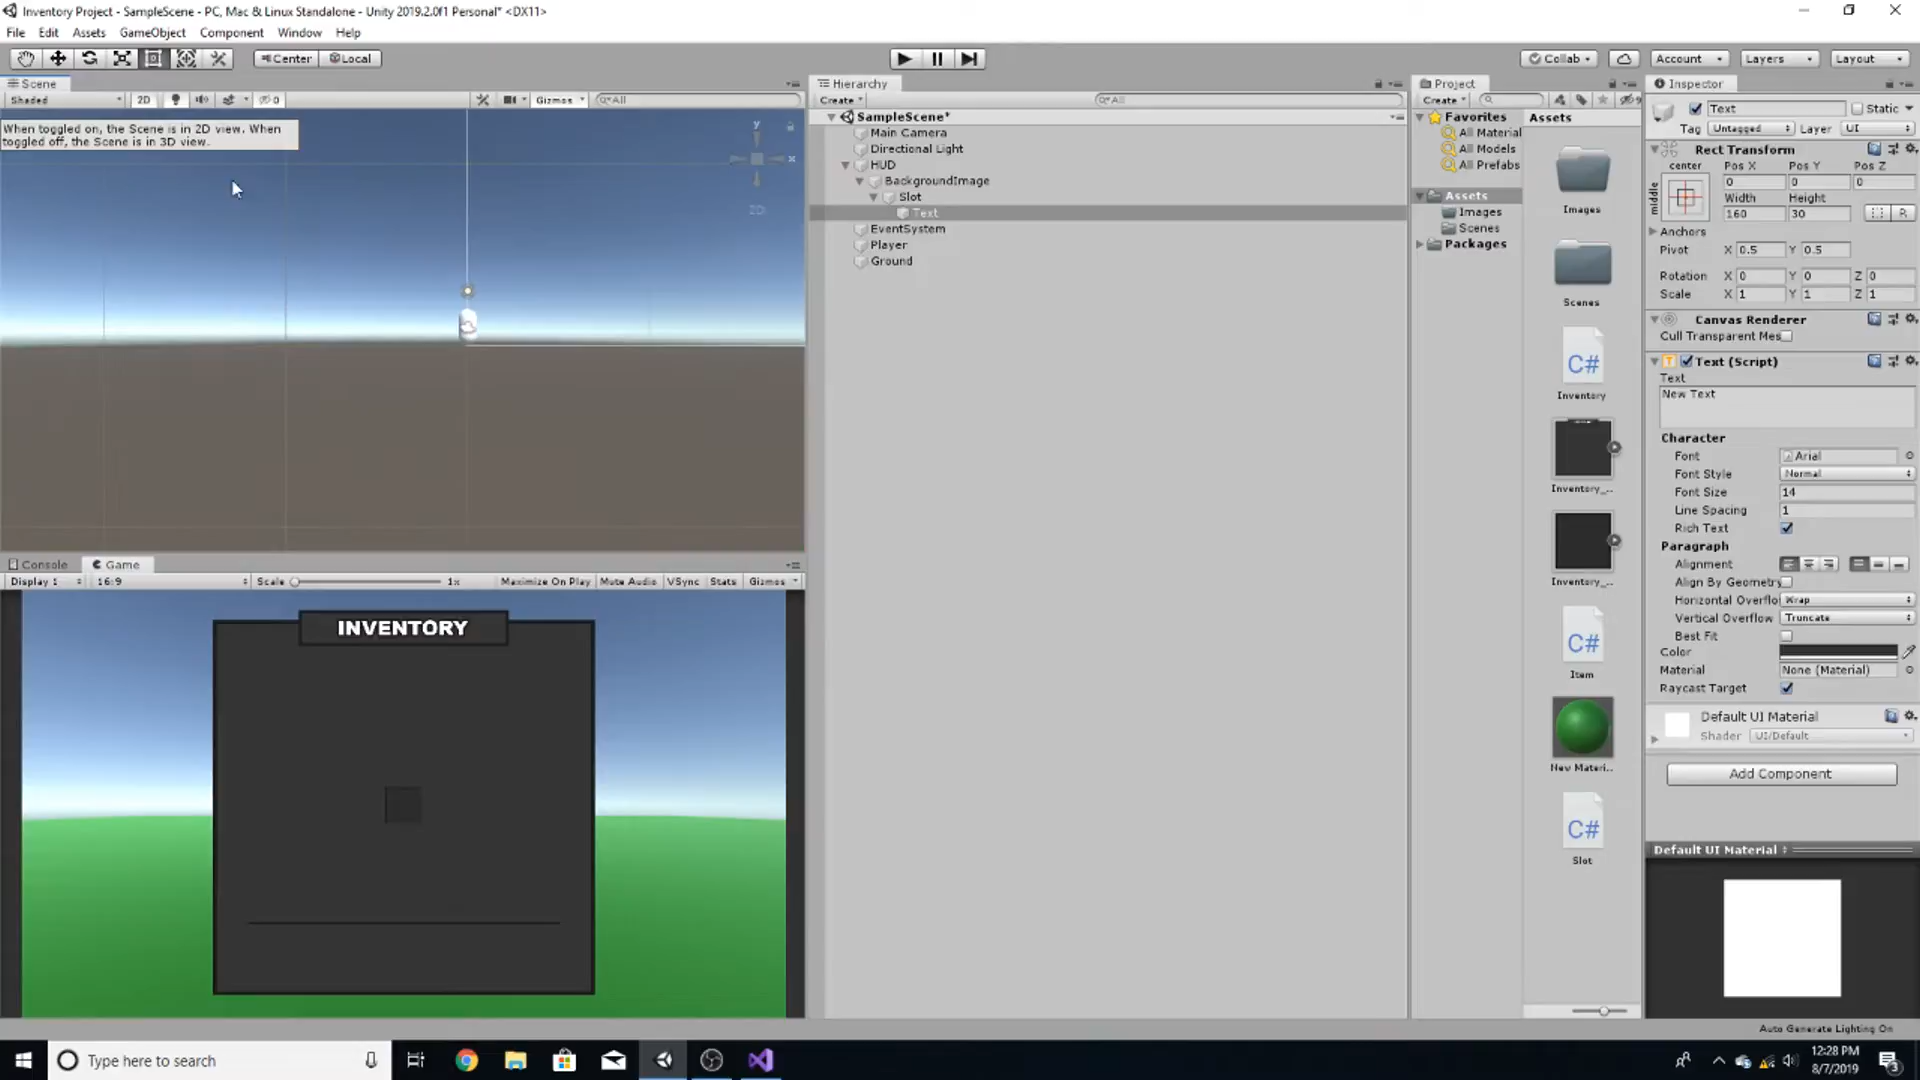 Inventory Project - SampleScene - PC, Mac & Linux Standalone - Unity 2019.2.0f1 Personal* <DX11>
File Edit Assets GameObject Component Window Help
Center Local
Collab Account Layers Layout
Scene
Shaded 2D 0 Gizmos All
When toggled on, the Scene is in 2D view. When
toggled off, the Scene is in 3D view.
y
x
2D
Console Game
Display 1 16:9 Scale 1x Maximize On Play Mute Audio VSync Stats Gizmos
INVENTORY
Hierarchy
Create All
SampleScene*
Main Camera
Directional Light
HUD
BackgroundImage
Slot
Text
EventSystem
Player
Ground
Project
Create 9
Favorites
All Material
All Models
All Prefabs
Assets
Images
Scenes
Packages
Assets
Images
Scenes
C#
Inventory
Inventory_...
Inventory_...
C#
Item
New Materi...
C#
Slot
Inspector
Text Static
Tag Untagged Layer UI
Rect Transform
center Pos X Pos Y Pos Z
middle 0 0 0
Width Height
160 30 R
Anchors
Pivot X 0.5 Y 0.5
Rotation X 0 Y 0 Z 0
Scale X 1 Y 1 Z 1
Canvas Renderer
Cull Transparent Mes
Text (Script)
Text
New Text
Character
Font Arial
Font Style Normal
Font Size 14
Line Spacing 1
Rich Text
Paragraph
Alignment
Align By Geometry
Horizontal Overflo Wrap
Vertical Overflow Truncate
Best Fit
Color
Material None (Material)
Raycast Target
Default UI Material
Shader UI/Default
Add Component
Default UI Material
Auto Generate Lighting On
Type here to search
12:28 PM
8/7/2019
3